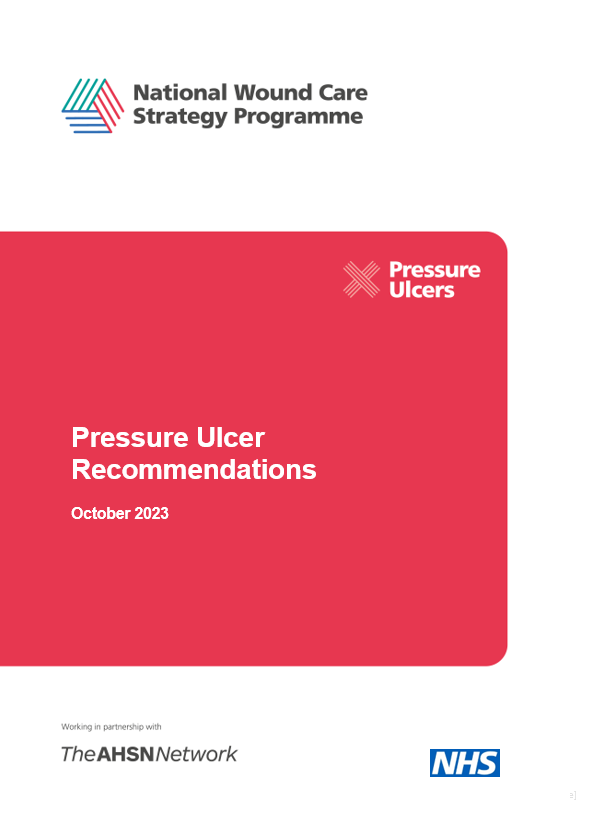 National Wound Care
Strategy Programme
Pressure
Ulcers
Pressure Ulcer
Recommendations
October 2023
Working in partnership with
TheAHSNNetwork
NHS